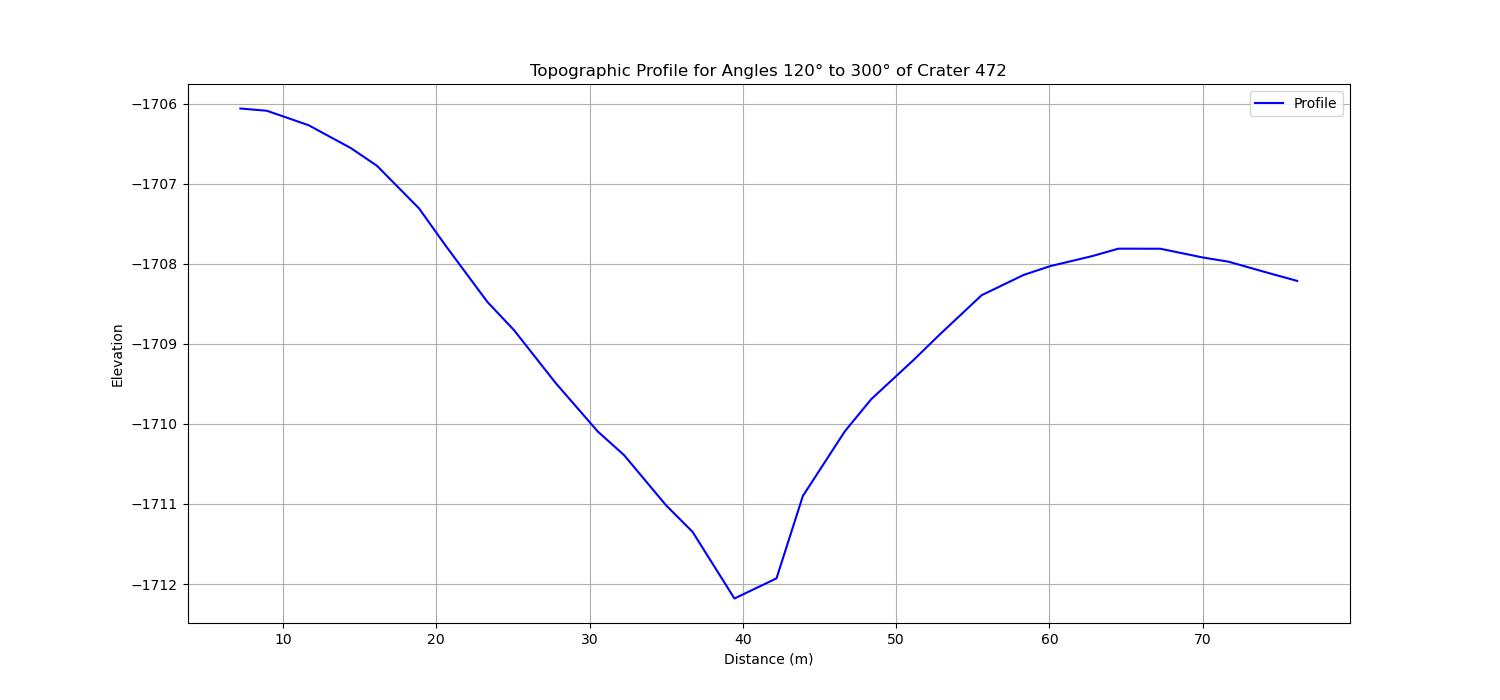 Topographic Profile for Angles 120° to 300° of Crater 472
Profile
−1706
−1707
−1708
−1709
−1710
−1711
−1712
Elevation
10 20 30 40 50 60 70
Distance (m)